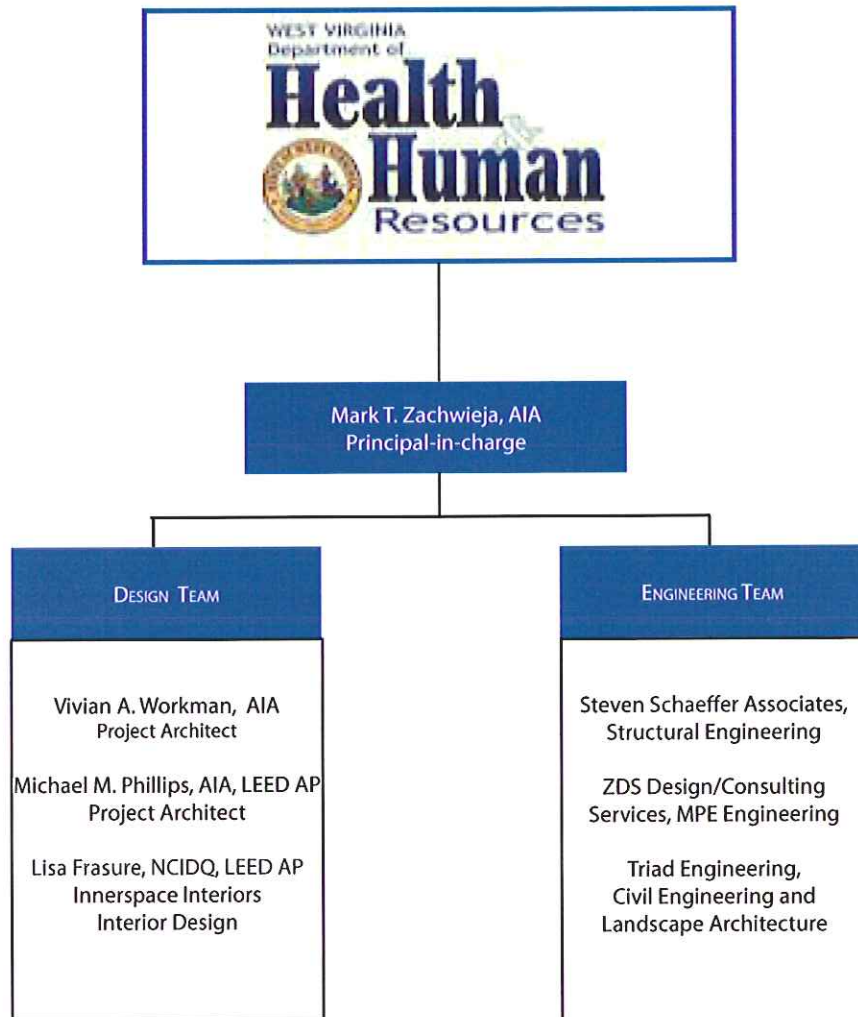 WEST VIRGINIA
Department of
Health
Human
Resources
Mark T. Zachwieja, AIA
Principal-in-charge
DESIGN TEAM
Vivian A. Workman, AIA
Project Architect
Michael M. Phillips, AIA, LEED AP
Project Architect
Lisa Frasure, NCIDQ, LEED AP
Innerspace Interiors
Interior Design
ENGINEERING TEAM
Steven Schaeffer Associates,
Structural Engineering
ZDS Design/Consulting
Services, MPE Engineering
Triad Engineering,
Civil Engineering and
Landscape Architecture